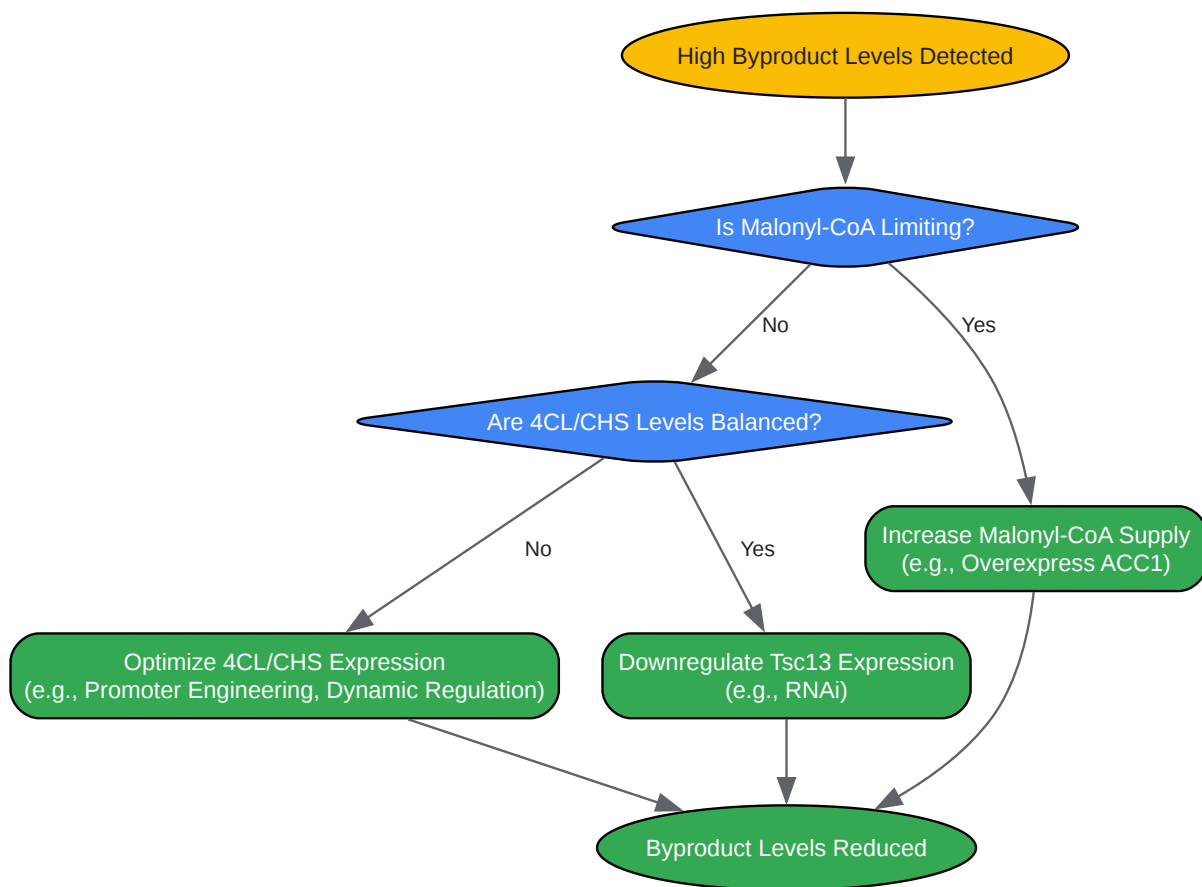 High Byproduct Levels Detected
Is Malonyl-CoA Limiting?
No
Yes
Are 4CL/CHS Levels Balanced?
No
Yes
Increase Malonyl-CoA Supply
(e.g., Overexpress ACC1)
Optimize 4CL/CHS Expression
(e.g., Promoter Engineering, Dynamic Regulation)
Downregulate Tsc13 Expression
(e.g., RNAi)
Byproduct Levels Reduced